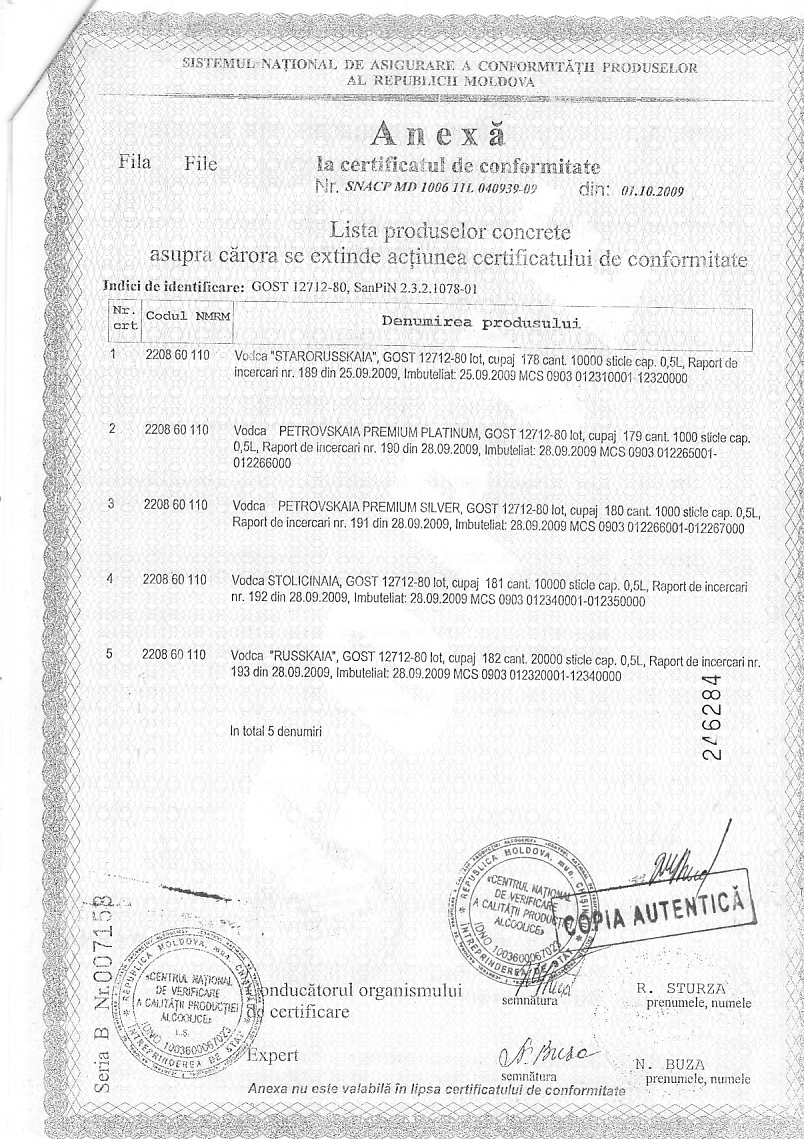 SISTEMUL NAȚIONAL DE ASIGURARE A CONFORMITĂȚII PRODUSELOR
AL REPUBLICII MOLDOVA
Anexă
Fila File
la certificatul de conformitate
Nr. SNACP MD 1006 11L 040939-09 din: 01.10.2009
Lista produselor concrete
asupra cărora se extinde acțiunea certificatului de conformitate
Indici de identificare: GOST 12712-80, SanPiN 2.3.2.1078-01
Nr. crt Codul NMRM Denumirea produsului
1 2208 60 110 Vodca "STARORUSSKAIA", GOST 12712-80 lot, cupaj 178 cant. 10000 sticle cap. 0,5L, Raport de
incercari nr. 189 din 25.09.2009, Imbuteliat: 25.09.2009 MCS 0903 012310001-12320000
2 2208 60 110 Vodca PETROVSKAIA PREMIUM PLATINUM, GOST 12712-80 lot, cupaj 179 cant. 1000 sticle cap.
0,5L, Raport de incercari nr. 190 din 28.09.2009, Imbuteliat: 28.09.2009 MCS 0903 012265001-
012266000
3 2208 60 110 Vodca PETROVSKAIA PREMIUM SILVER, GOST 12712-80 lot, cupaj 180 cant. 1000 sticle cap. 0,5L,
Raport de incercari nr. 191 din 28.09.2009, Imbuteliat: 28.09.2009 MCS 0903 012266001-012267000
4 2208 60 110 Vodca STOLICINAIA, GOST 12712-80 lot, cupaj 181 cant. 10000 sticle cap. 0,5L, Raport de incercari
nr. 192 din 28.09.2009, Imbuteliat: 28.09.2009 MCS 0903 012340001-012350000
5 2208 60 110 Vodca "RUSSKAIA", GOST 12712-80 lot, cupaj 182 cant. 20000 sticle cap. 0,5L, Raport de incercari nr.
193 din 28.09.2009, Imbuteliat: 28.09.2009 MCS 0903 012320001-12340000
246284
In total 5 denumiri
REPUBLICA MOLDOVA, mun. CHIȘINĂU
«CENTRUL NAȚIONAL
DE VERIFICARE
A CALITĂȚII PRODUCȚIEI
ALCOOLICE»
IDNO 1003600067023
ÎNTREPRINDEREA DE STAT
COPIA AUTENTICĂ
Seria B Nr. 007158
REPUBLICA MOLDOVA, mun. CHIȘINĂU
«CENTRUL NAȚIONAL
DE VERIFICARE
A CALITĂȚII PRODUCȚIEI
ALCOOLICE»
I.S.
IDNO 1003600067023
ÎNTREPRINDEREA DE STAT
Conducătorul organismului
de certificare
semnătura
R. STURZA
prenumele, numele
Expert
N. Buza
semnătura
N. BUZA
prenumele, numele
Anexa nu este valabilă în lipsa certificatului de conformitate